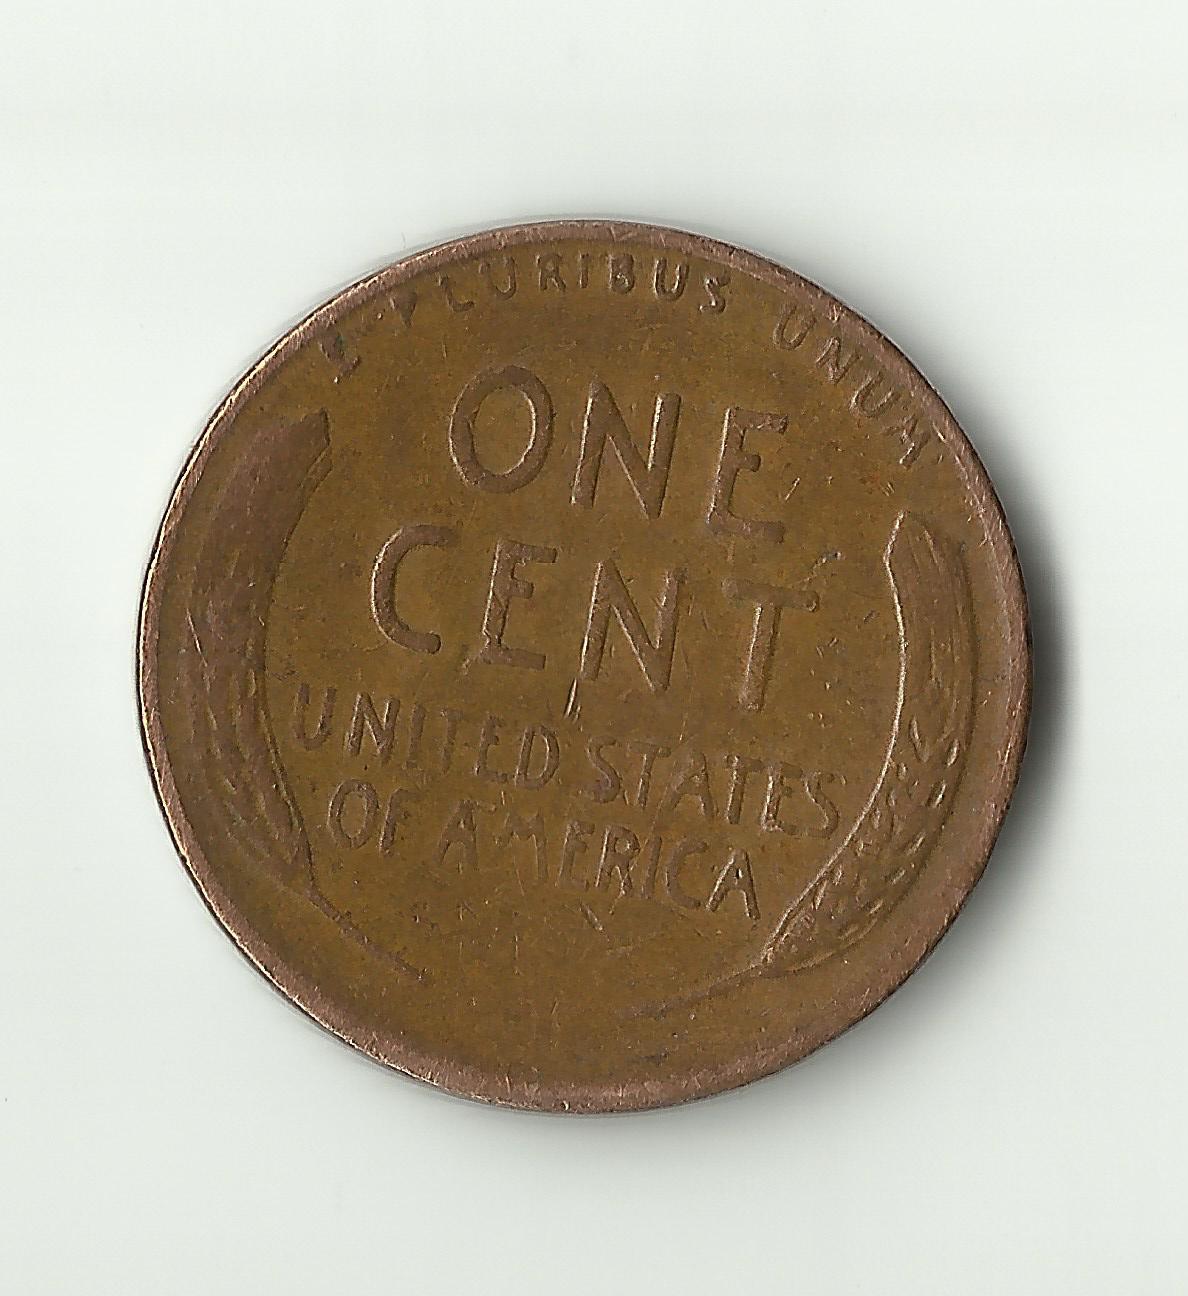 E PLURIBUS UNUM
ONE
CENT
UNITED STATES
OF AMERICA